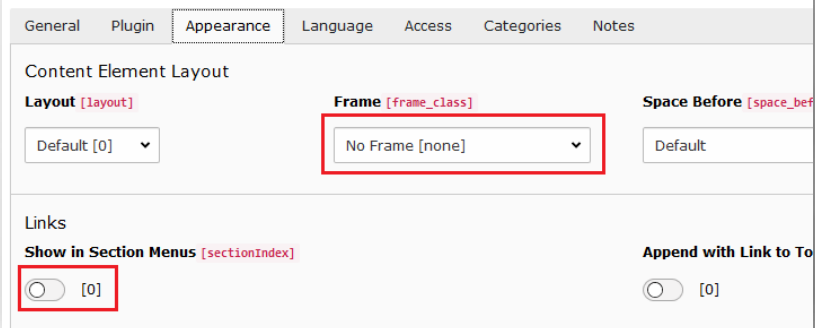 General Plugin Appearance Language Access Categories Notes
Content Element Layout
Layout [layout] Frame [frame_class] Space Before [space_bef
Default [0] No Frame [none] Default
Links
Show in Section Menus [sectionIndex] Append with Link to To
[0] [0]